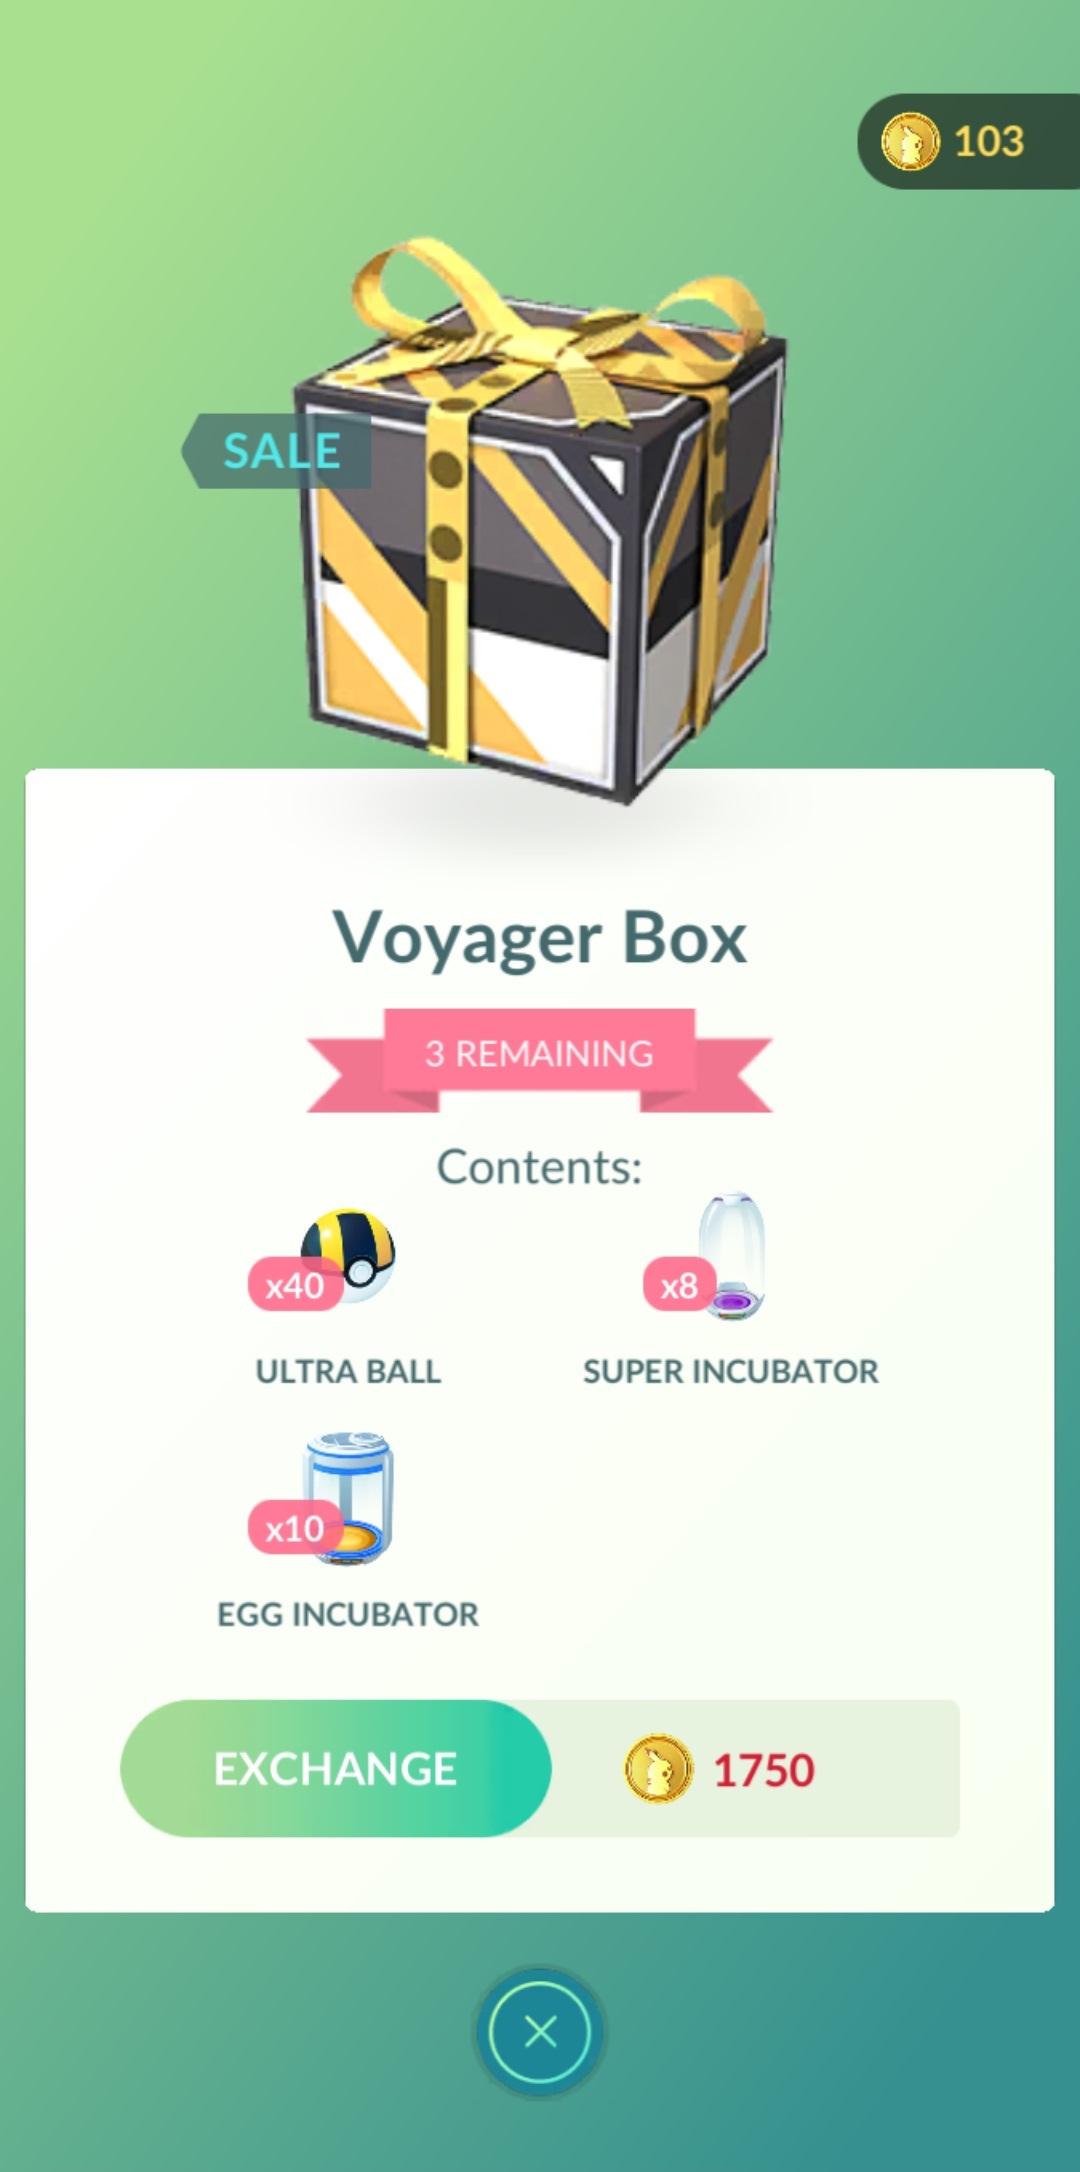 103
SALE
Voyager Box
3 REMAINING
Contents:
x40
ULTRA BALL
x8
SUPER INCUBATOR
x10
EGG INCUBATOR
EXCHANGE
1750